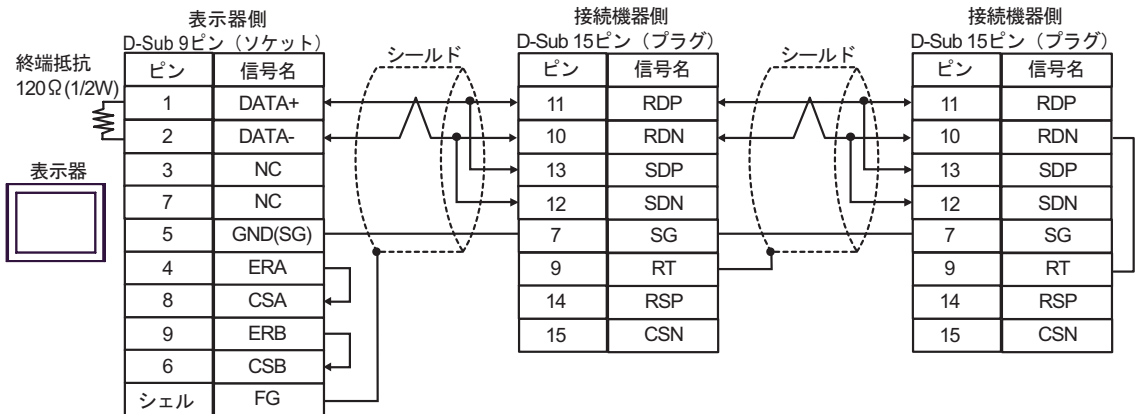 表示器側
D-Sub 9ピン（ソケット）
接続機器側
D-Sub 15ピン（プラグ）
接続機器側
D-Sub 15ピン（プラグ）
終端抵抗
120Ω(1/2W)
シールド
シールド
表示器
ピン 信号名
1 DATA+
2 DATA-
3 NC
7 NC
5 GND(SG)
4 ERA
8 CSA
9 ERB
6 CSB
シェル FG
ピン 信号名
11 RDP
10 RDN
13 SDP
12 SDN
7 SG
9 RT
14 RSP
15 CSN
ピン 信号名
11 RDP
10 RDN
13 SDP
12 SDN
7 SG
9 RT
14 RSP
15 CSN